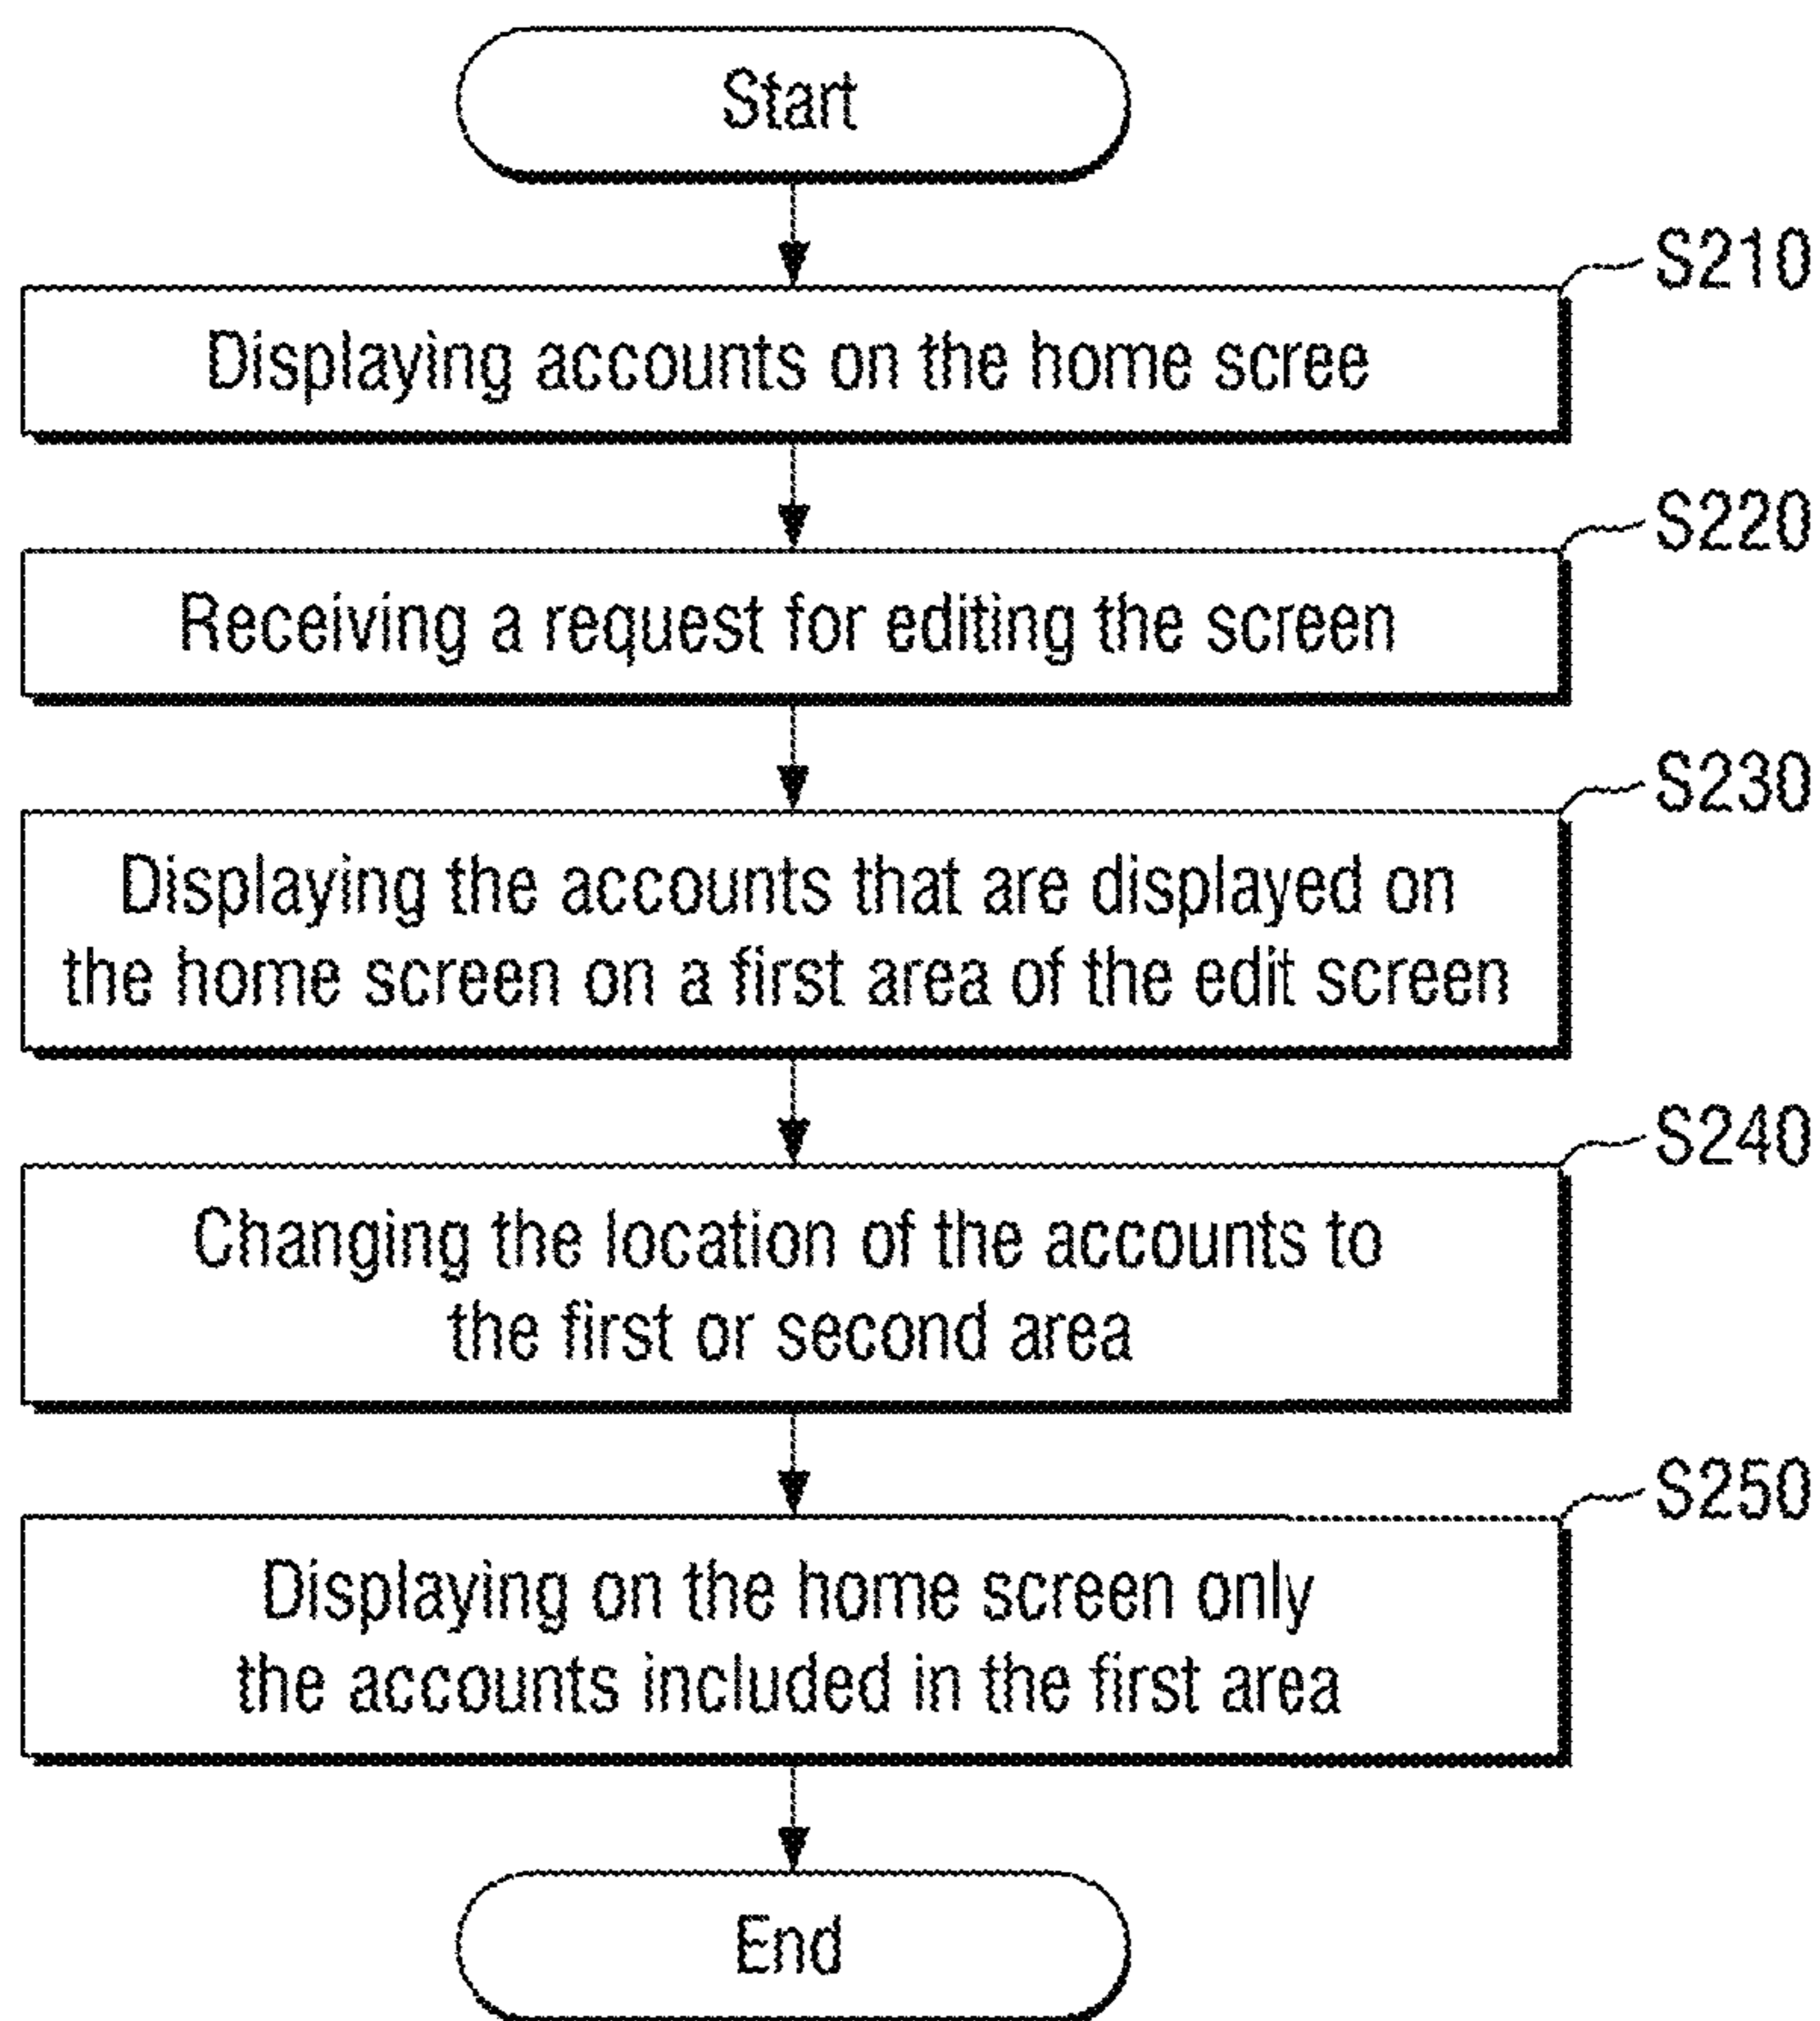 Start
S210
Displaying accounts on the home scree
S220
Receiving a request for editing the screen
S230
Displaying the accounts that are displayed on
the home screen on a first area of the edit screen
S240
Changing the location of the accounts to
the first or second area
S250
Displaying on the home screen only
the accounts included in the first area
End